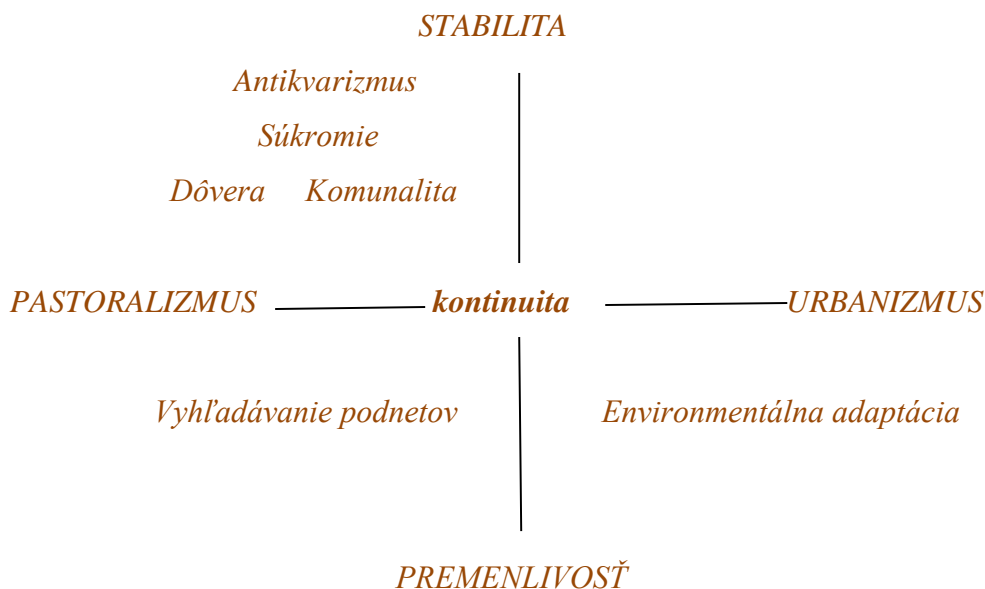 STABILITA
Antikvarizmus
Súkromie
Dôvera Komunalita
PASTORALIZMUS kontinuita URBANIZMUS
Vyhľadávanie podnetov Environmentálna adaptácia
PREMENLIVOSŤ